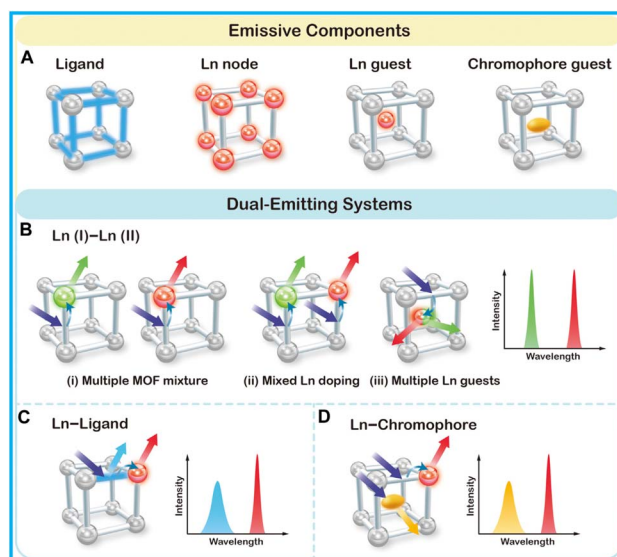 Emissive Components
A
Ligand
Ln node
Ln guest
Chromophore guest
Dual-Emitting Systems
B
Ln (I)–Ln (II)
(i) Multiple MOF mixture
(ii) Mixed Ln doping
(iii) Multiple Ln guests
Intensity
Wavelength
C
Ln–Ligand
Intensity
Wavelength
D
Ln–Chromophore
Intensity
Wavelength